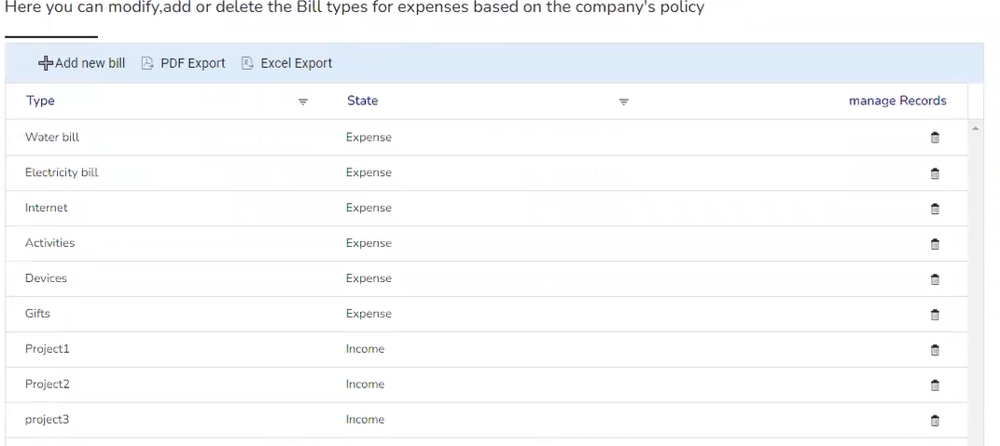 Here you can modify,add or delete the Bill types for expenses based on the company's policy
Add new bill PDF Export Excel Export
Type State manage Records
Water bill Expense
Electricity bill Expense
Internet Expense
Activities Expense
Devices Expense
Gifts Expense
Project1 Income
Project2 Income
project3 Income